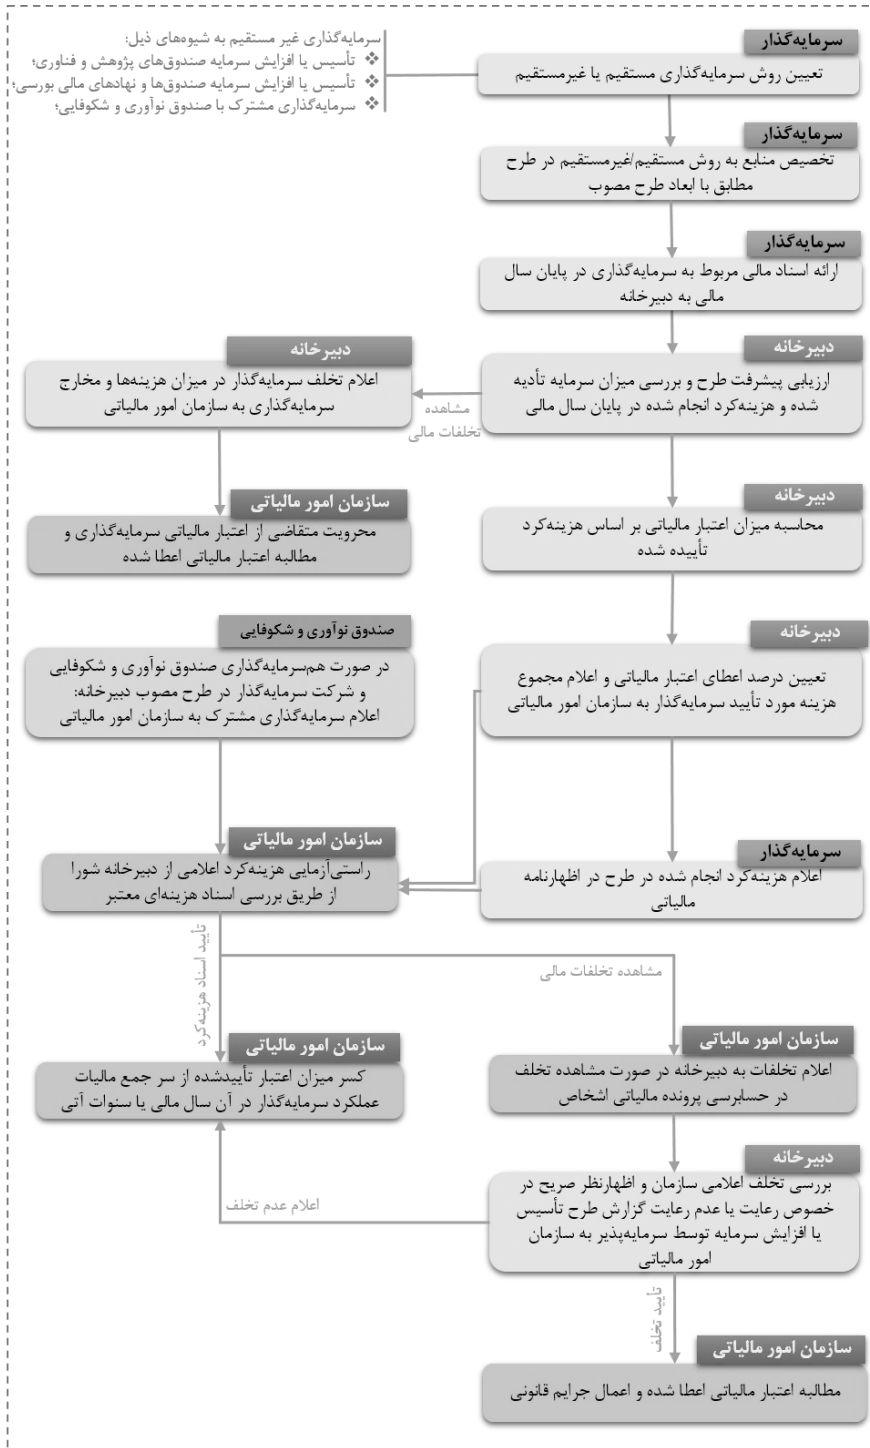 سرمایه‌گذار
تعیین روش سرمایه‌گذاری مستقیم یا غیرمستقیم
سرمایه‌گذاری غیر مستقیم به شیوه‌های ذیل:
❖ تأسیس یا افزایش سرمایه صندوق‌های پژوهش و فناوری؛
❖ تأسیس یا افزایش سرمایه صندوق‌ها و نهادهای مالی بورسی؛
❖ سرمایه‌گذاری مشترک با صندوق نوآوری و شکوفایی؛
سرمایه‌گذار
تخصیص منابع به روش مستقیم/غیرمستقیم در طرح
مطابق با ابعاد طرح مصوب
سرمایه‌گذار
ارائه اسناد مالی مربوط به سرمایه‌گذاری در پایان سال
مالی به دبیرخانه
دبیرخانه
ارزیابی پیشرفت طرح و بررسی میزان سرمایه تأدیه
شده و هزینه‌کرد انجام شده در پایان سال مالی
مشاهده
تخلفات مالی
دبیرخانه
اعلام تخلف سرمایه‌گذار در میزان هزینه‌ها و مخارج
سرمایه‌گذاری به سازمان امور مالیاتی
سازمان امور مالیاتی
محرویت متقاضی از اعتبار مالیاتی سرمایه‌گذاری و
مطالبه اعتبار مالیاتی اعطا شده
دبیرخانه
محاسبه میزان اعتبار مالیاتی بر اساس هزینه‌کرد
تأییده شده
دبیرخانه
تعیین درصد اعطای اعتبار مالیاتی و اعلام مجموع
هزینه مورد تأیید سرمایه‌گذار به سازمان امور مالیاتی
صندوق نوآوری و شکوفایی
در صورت هم‌سرمایه‌گذاری صندوق نوآوری و شکوفایی
و شرکت سرمایه‌گذار در طرح مصوب دبیرخانه:
اعلام سرمایه‌گذاری مشترک به سازمان امور مالیاتی
سرمایه‌گذار
اعلام هزینه‌کرد انجام شده در طرح در اظهارنامه
مالیاتی
سازمان امور مالیاتی
راستی‌آزمایی هزینه‌کرد اعلامی از دبیرخانه شورا
از طریق بررسی اسناد هزینه‌ای معتبر
تأیید اسناد هزینه‌کرد
مشاهده تخلفات مالی
سازمان امور مالیاتی
کسر میزان اعتبار تأییدشده از سر جمع مالیات
عملکرد سرمایه‌گذار در آن سال مالی یا سنوات آتی
سازمان امور مالیاتی
اعلام تخلفات به دبیرخانه در صورت مشاهده تخلف
در حسابرسی پرونده مالیاتی اشخاص
دبیرخانه
بررسی تخلف اعلامی سازمان و اظهارنظر صریح در
خصوص رعایت یا عدم رعایت گزارش طرح تأسیس
یا افزایش سرمایه توسط سرمایه‌پذیر به سازمان
امور مالیاتی
اعلام عدم تخلف
تأیید تخلف
سازمان امور مالیاتی
مطالبه اعتبار مالیاتی اعطا شده و اعمال جرایم قانونی